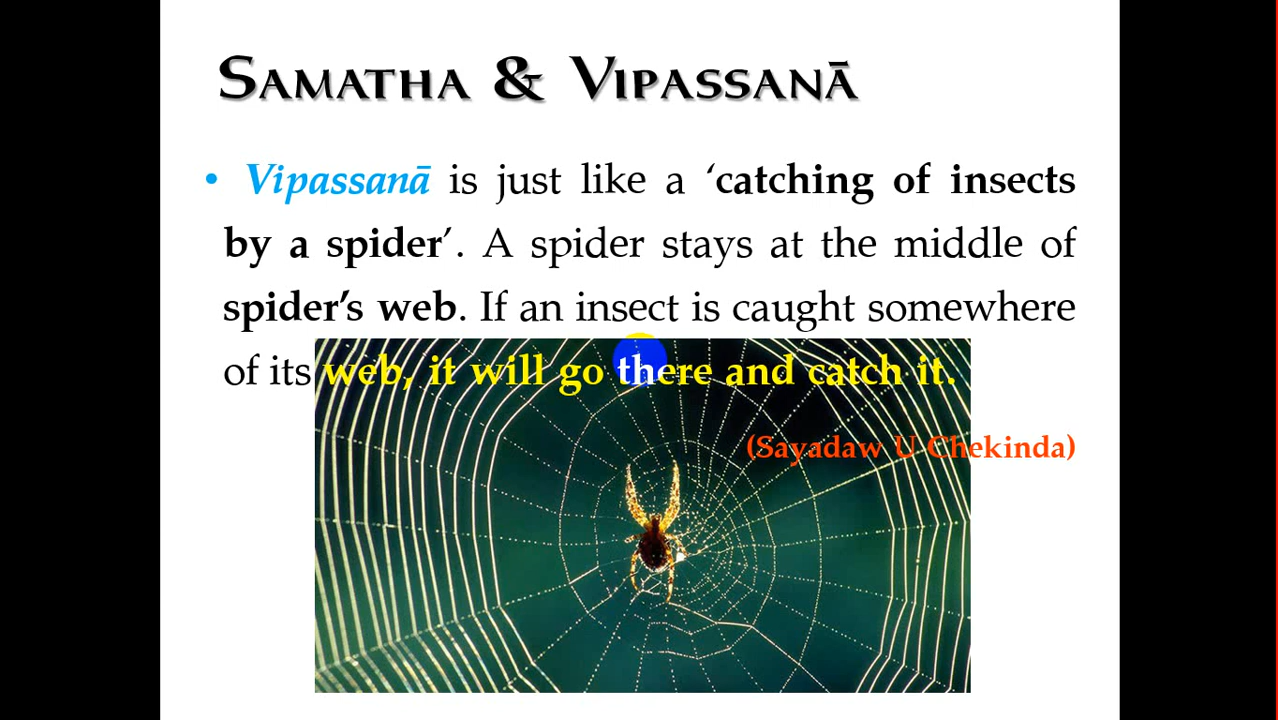 SAMATHA & VIPASSANĀ
• Vipassanā is just like a ‘catching of insects
by a spider’. A spider stays at the middle of
spider’s web. If an insect is caught somewhere
of its web, it will go there and catch it.
(Sayadaw U Chekinda)